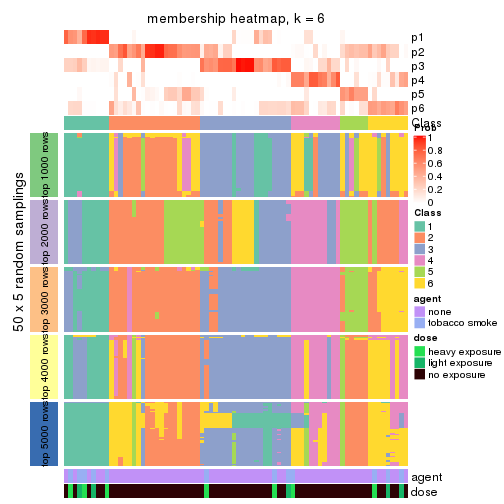 membership heatmap, k = 6
p1
p2
p3
p4
p5
p6
Class
Prob
1
0.8
0.6
0.4
0.2
0
Class
1
2
3
4
5
6
agent
none
tobacco smoke
dose
heavy exposure
light exposure
no exposure
50 x 5 random samplings
top 1000 rows
top 2000 rows
top 3000 rows
top 4000 rows
top 5000 rows
agent
dose